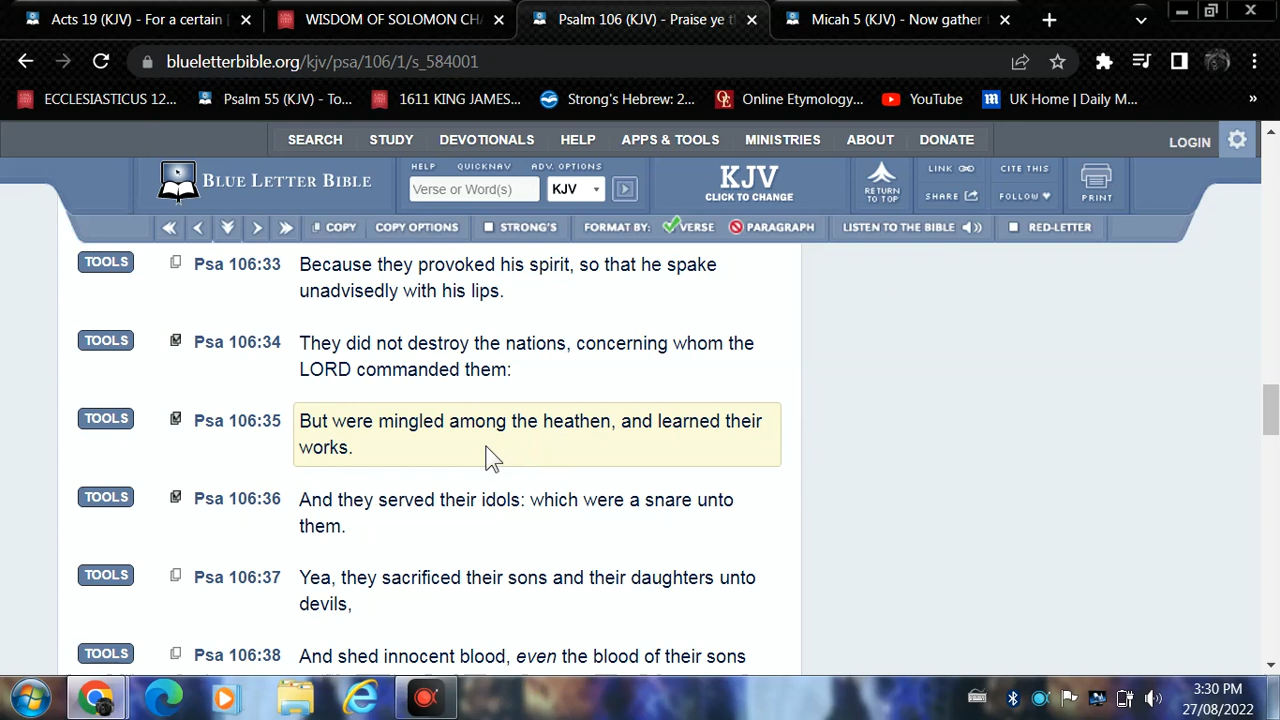 Acts 19 (KJV) - For a certain
WISDOM OF SOLOMON CHA
Psalm 106 (KJV) - Praise ye th
Micah 5 (KJV) - Now gather t
blueletterbible.org/kjv/psa/106/1/s_584001
ECCLESIASTICUS 12...
Psalm 55 (KJV) - To...
1611 KING JAMES...
Strong's Hebrew: 2...
OE Online Etymology...
YouTube
m UK Home | Daily M...
»
SEARCH STUDY DEVOTIONALS HELP APPS & TOOLS MINISTRIES ABOUT DONATE LOGIN
BLUE LETTER BIBLE
HELP QUICKNAV ADV. OPTIONS
Verse or Word(s) KJV
KJV
CLICK TO CHANGE
RETURN
TO TOP
LINK CITE THIS
SHARE FOLLOW
PRINT
COPY COPY OPTIONS STRONG'S FORMAT BY: VERSE PARAGRAPH LISTEN TO THE BIBLE RED-LETTER
TOOLS Psa 106:33 Because they provoked his spirit, so that he spake
unadvisedly with his lips.
TOOLS Psa 106:34 They did not destroy the nations, concerning whom the
LORD commanded them:
TOOLS Psa 106:35 But were mingled among the heathen, and learned their
works.
TOOLS Psa 106:36 And they served their idols: which were a snare unto
them.
TOOLS Psa 106:37 Yea, they sacrificed their sons and their daughters unto
devils,
TOOLS Psa 106:38 And shed innocent blood, even the blood of their sons
3:30 PM
27/08/2022